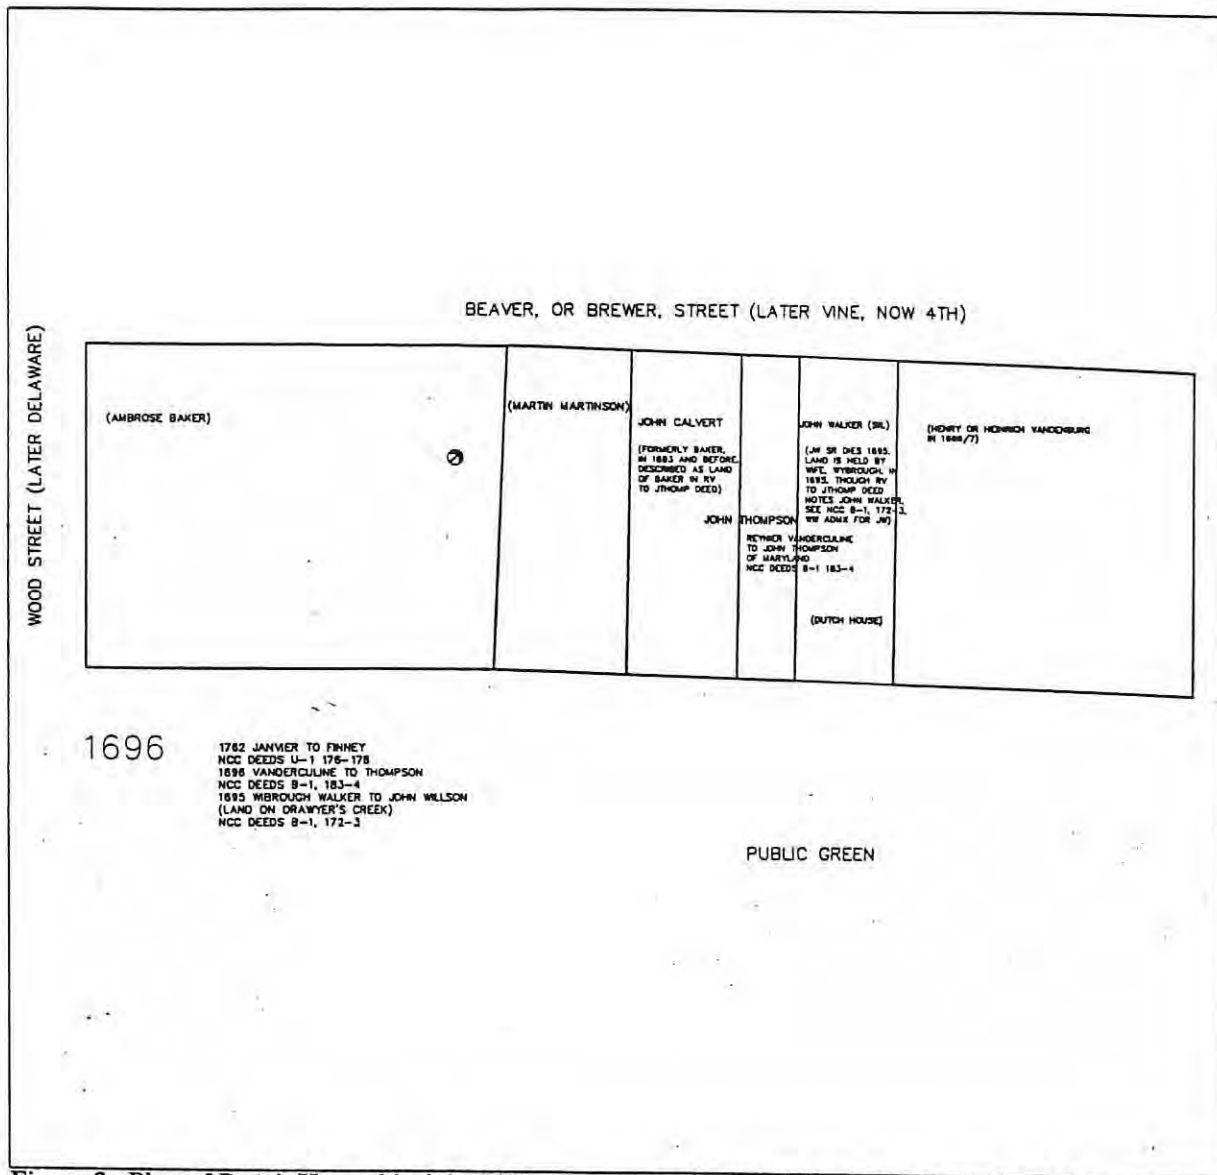 BEAVER, OR BREWER, STREET (LATER VINE, NOW 4TH)
WOOD STREET (LATER DELAWARE)
(AMBROSE BAKER)
(MARTIN MARTINSON)
JOHN CALVERT
(FORMERLY BAKER,
IN 1683 AND BEFORE,
DESCRIBED AS LAND
OF BAKER IN RV
TO JTHOMP DEED)
JOHN THOMPSON
REYNIER VANDERCULINE
TO JOHN THOMPSON
OF MARYLAND
NCC DEEDS B-1 183-4
JOHN WALKER
(JW SR DIES 1695.
LAND IS HELD BY
WIFE, WYBROUGH, IN
1695, THOUGH RV
TO JTHOMP DEED
NOTES JOHN WALKER.
SEE NCC B-1, 172-3,
WW ADMX FOR JW)
(DUTCH HOUSE)
(HENRY OR HEINRICH VANDENBURG
IN 1686/7)
1696
1762 JANVIER TO FINNEY
NCC DEEDS U-1 176-178
1696 VANDERCULINE TO THOMPSON
NCC DEEDS B-1, 183-4
1695 WIBROUGH WALKER TO JOHN WILLSON
(LAND ON DRAWYER'S CREEK)
NCC DEEDS B-1, 172-3
PUBLIC GREEN